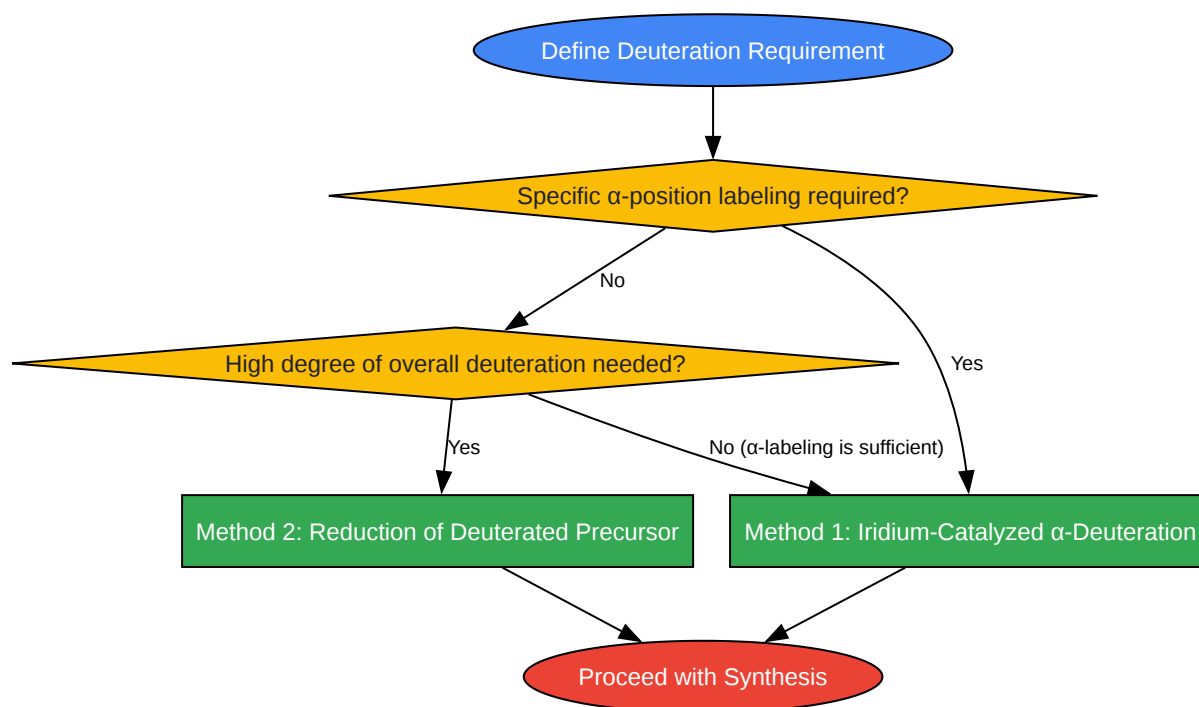 Define Deuteration Requirement
Specific α-position labeling required?
No
High degree of overall deuteration needed?
Yes
Yes
No (α-labeling is sufficient)
Method 2: Reduction of Deuterated Precursor
Method 1: Iridium-Catalyzed α-Deuteration
Proceed with Synthesis